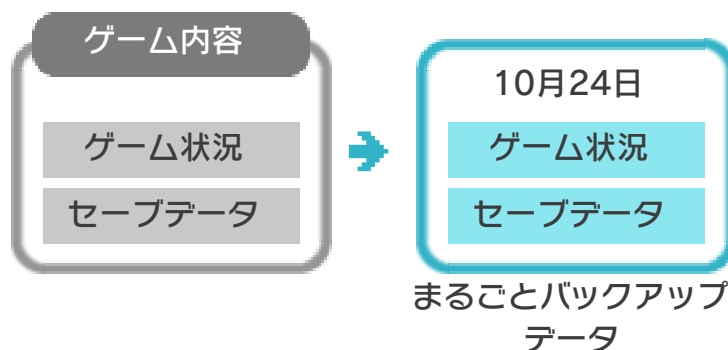 ゲーム内容
ゲーム状況
セーブデータ
10月24日
ゲーム状況
セーブデータ
まるごとバックアップ
データ